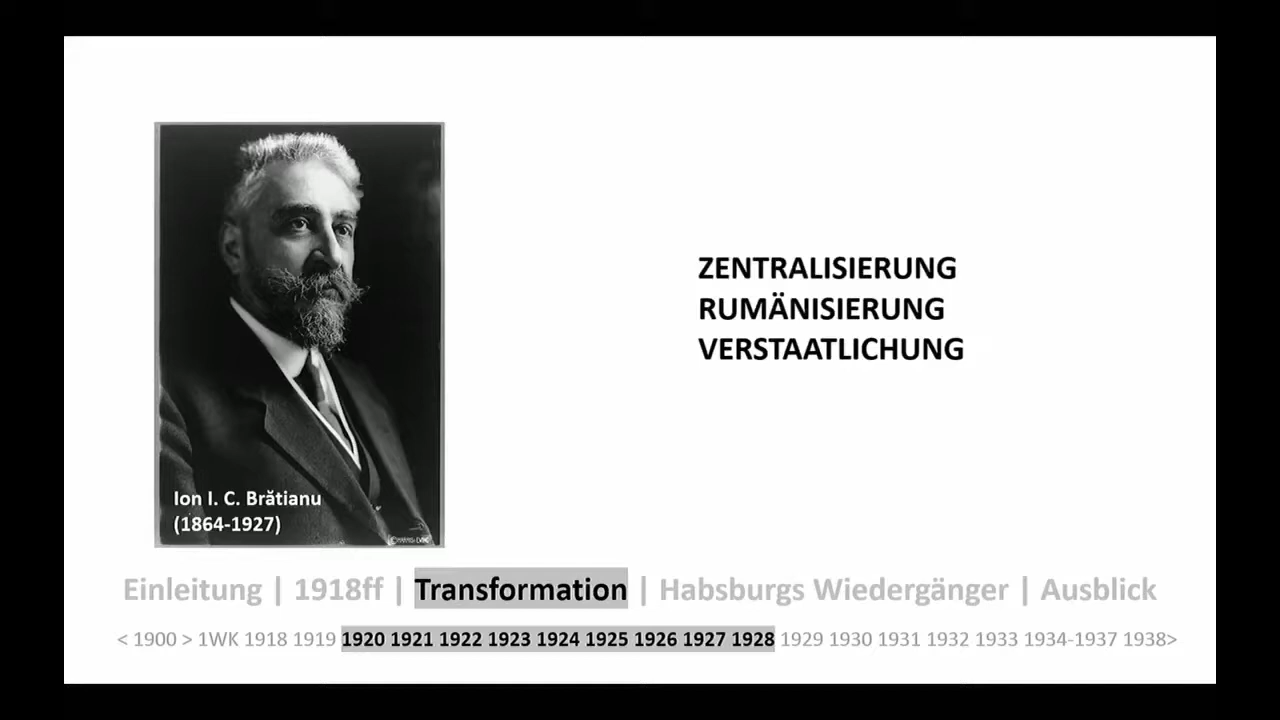 Ion I. C. Brătianu
(1864-1927)
ZENTRALISIERUNG
RUMÄNISIERUNG
VERSTAATLICHUNG
Einleitung | 1918ff | Transformation | Habsburgs Wiedergänger | Ausblick
< 1900 > 1WK 1918 1919 1920 1921 1922 1923 1924 1925 1926 1927 1928 1929 1930 1931 1932 1933 1934-1937 1938>